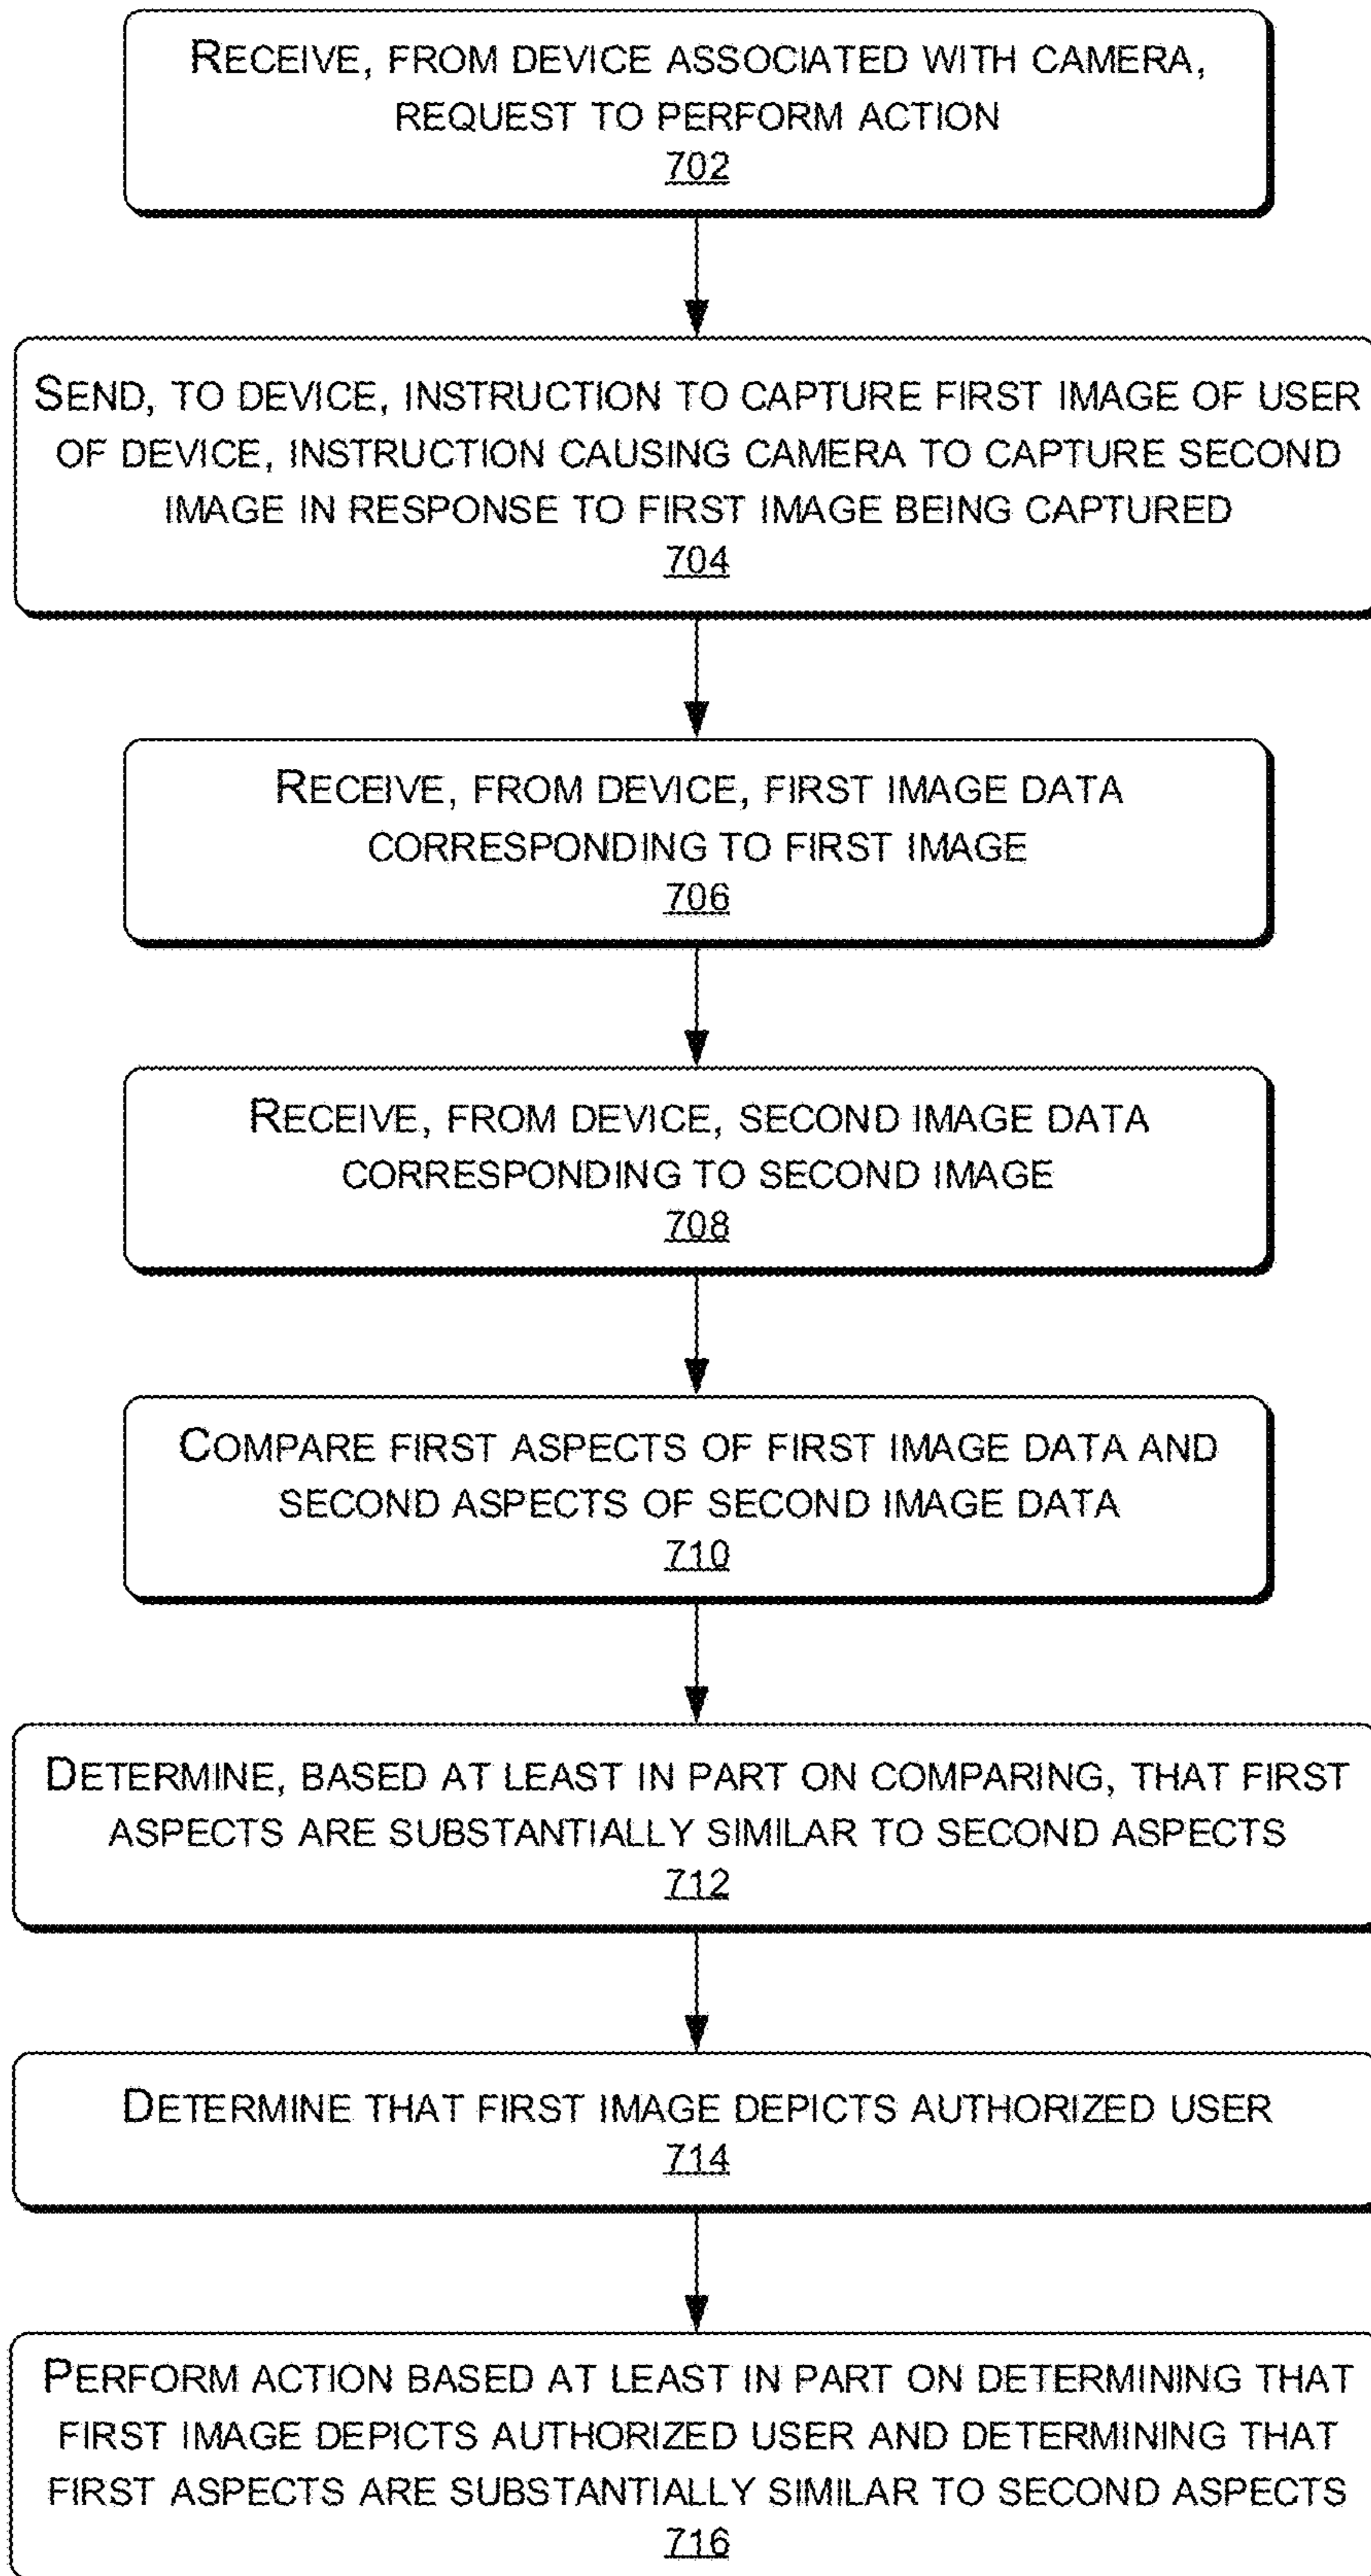 RECEIVE, FROM DEVICE ASSOCIATED WITH CAMERA,
REQUEST TO PERFORM ACTION
702
SEND, TO DEVICE, INSTRUCTION TO CAPTURE FIRST IMAGE OF USER
OF DEVICE, INSTRUCTION CAUSING CAMERA TO CAPTURE SECOND
IMAGE IN RESPONSE TO FIRST IMAGE BEING CAPTURED
704
RECEIVE, FROM DEVICE, FIRST IMAGE DATA
CORRESPONDING TO FIRST IMAGE
706
RECEIVE, FROM DEVICE, SECOND IMAGE DATA
CORRESPONDING TO SECOND IMAGE
708
COMPARE FIRST ASPECTS OF FIRST IMAGE DATA AND
SECOND ASPECTS OF SECOND IMAGE DATA
710
DETERMINE, BASED AT LEAST IN PART ON COMPARING, THAT FIRST
ASPECTS ARE SUBSTANTIALLY SIMILAR TO SECOND ASPECTS
712
DETERMINE THAT FIRST IMAGE DEPICTS AUTHORIZED USER
714
PERFORM ACTION BASED AT LEAST IN PART ON DETERMINING THAT
FIRST IMAGE DEPICTS AUTHORIZED USER AND DETERMINING THAT
FIRST ASPECTS ARE SUBSTANTIALLY SIMILAR TO SECOND ASPECTS
716